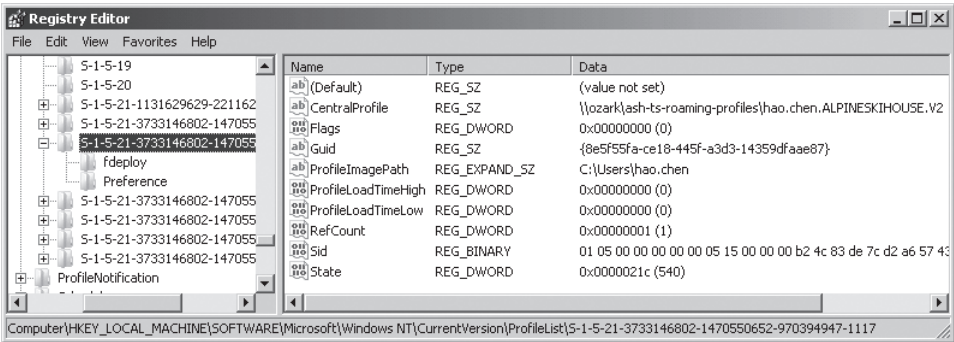 Registry Editor
File Edit View Favorites Help
S-1-5-19
S-1-5-20
S-1-5-21-1131629629-221162
S-1-5-21-3733146802-147055
S-1-5-21-3733146802-147055
fdeploy
Preference
S-1-5-21-3733146802-147055
S-1-5-21-3733146802-147055
S-1-5-21-3733146802-147055
S-1-5-21-3733146802-147055
ProfileNotification
Name Type Data
(Default) REG_SZ (value not set)
CentralProfile REG_SZ \\ozark\ash-ts-roaming-profiles\hao.chen.ALPINESKIHOUSE.V2
Flags REG_DWORD 0x00000000 (0)
Guid REG_SZ {8e5f55fa-ce18-445f-a3d3-14359dfaae87}
ProfileImagePath REG_EXPAND_SZ C:\Users\hao.chen
ProfileLoadTimeHigh REG_DWORD 0x00000000 (0)
ProfileLoadTimeLow REG_DWORD 0x00000000 (0)
RefCount REG_DWORD 0x00000001 (1)
Sid REG_BINARY 01 05 00 00 00 00 00 05 15 00 00 00 b2 4c 83 de 7c d2 a6 57 43
State REG_DWORD 0x0000021c (540)
Computer\HKEY_LOCAL_MACHINE\SOFTWARE\Microsoft\Windows NT\CurrentVersion\ProfileList\S-1-5-21-3733146802-1470550652-970394947-1117